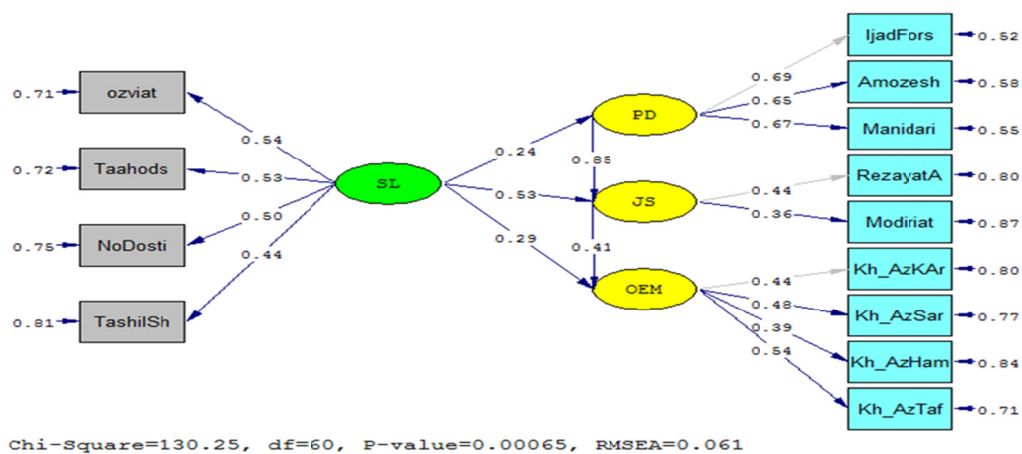 IjadFors
0.52
0.69
Amozesh
0.58
0.71
ozviat
0.65
PD
0.67
Manidari
0.55
0.54
0.24
0.85
0.72
Taahods
0.53
SL
RezayatA
0.80
0.44
0.53
JS
0.36
Modiriat
0.87
0.50
0.75
NoDosti
0.29
0.41
0.44
Kh_AzKAr
0.80
0.44
OEM
0.48
Kh_AzSar
0.77
0.39
0.81
TashilSh
0.54
Kh_AzHam
0.84
Kh_AzTaf
0.71
Chi-Square=130.25, df=60, P-value=0.00065, RMSEA=0.061